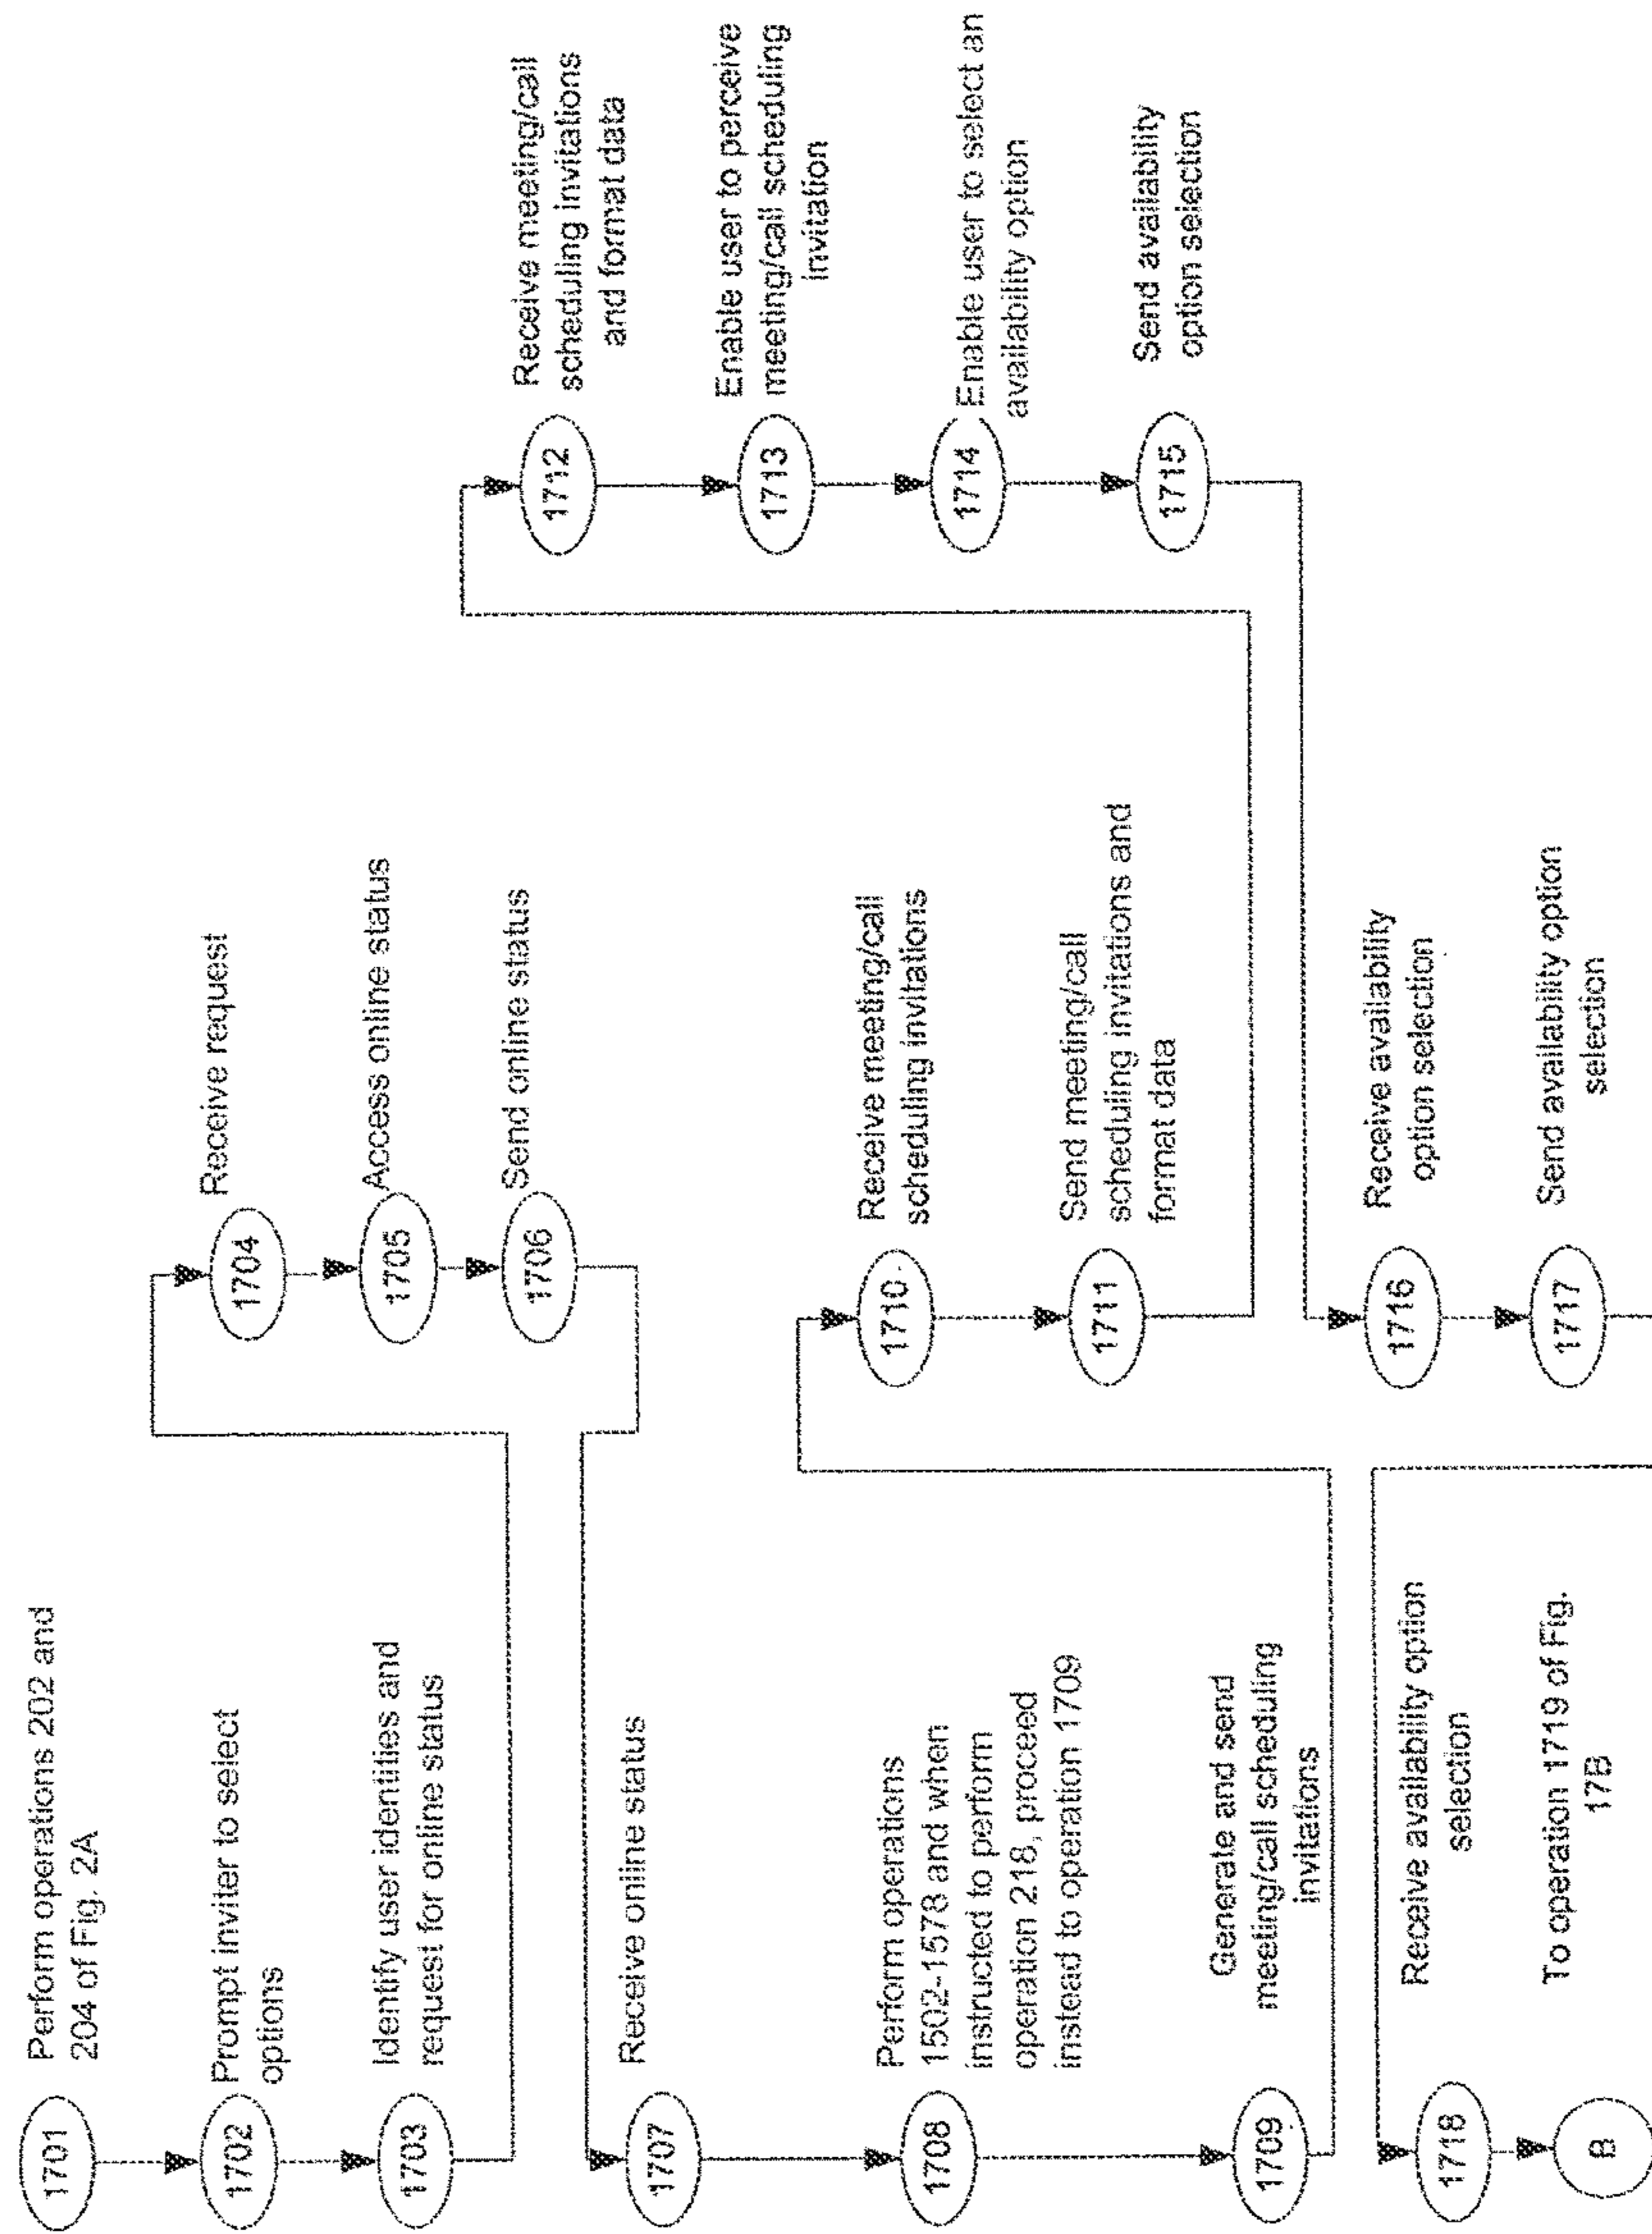 1701
Perform operations 202 and
204 of Fig. 2A
1702
Prompt inviter to select
options
1703
Identify user identities and
request for online status
1704
Receive request
1705
Access online status
1706
Send online status
1707
Receive online status
1708
Perform operations
1502-1578 and when
instructed to perform
operation 218, proceed
instead to operation 1709
1709
Generate and send
meeting/call scheduling
invitations
1710
Receive meeting/call
scheduling invitations
1711
Send meeting/call
scheduling invitations and
format data
1712
Receive meeting/call
scheduling invitations
and format data
1713
Enable user to perceive
meeting/call scheduling
invitation
1714
Enable user to select an
availability option
1715
Send availability
option selection
1716
Receive availability
option selection
1717
Send availability option
selection
1718
Receive availability option
selection
B
To operation 1719 of Fig.
17B